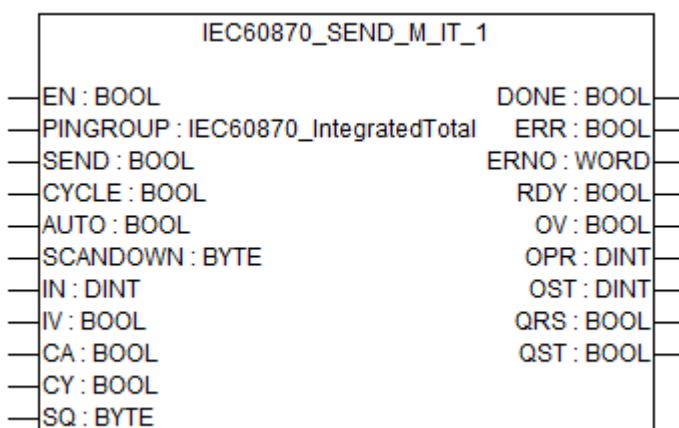 IEC60870_SEND_M_IT_1
EN : BOOL DONE : BOOL
PINGROUP : IEC60870_IntegratedTotal ERR : BOOL
SEND : BOOL ERNO : WORD
CYCLE : BOOL RDY : BOOL
AUTO : BOOL OV : BOOL
SCANDOWN : BYTE OPR : DINT
IN : DINT OST : DINT
IV : BOOL QRS : BOOL
CA : BOOL QST : BOOL
CY : BOOL
SQ : BYTE